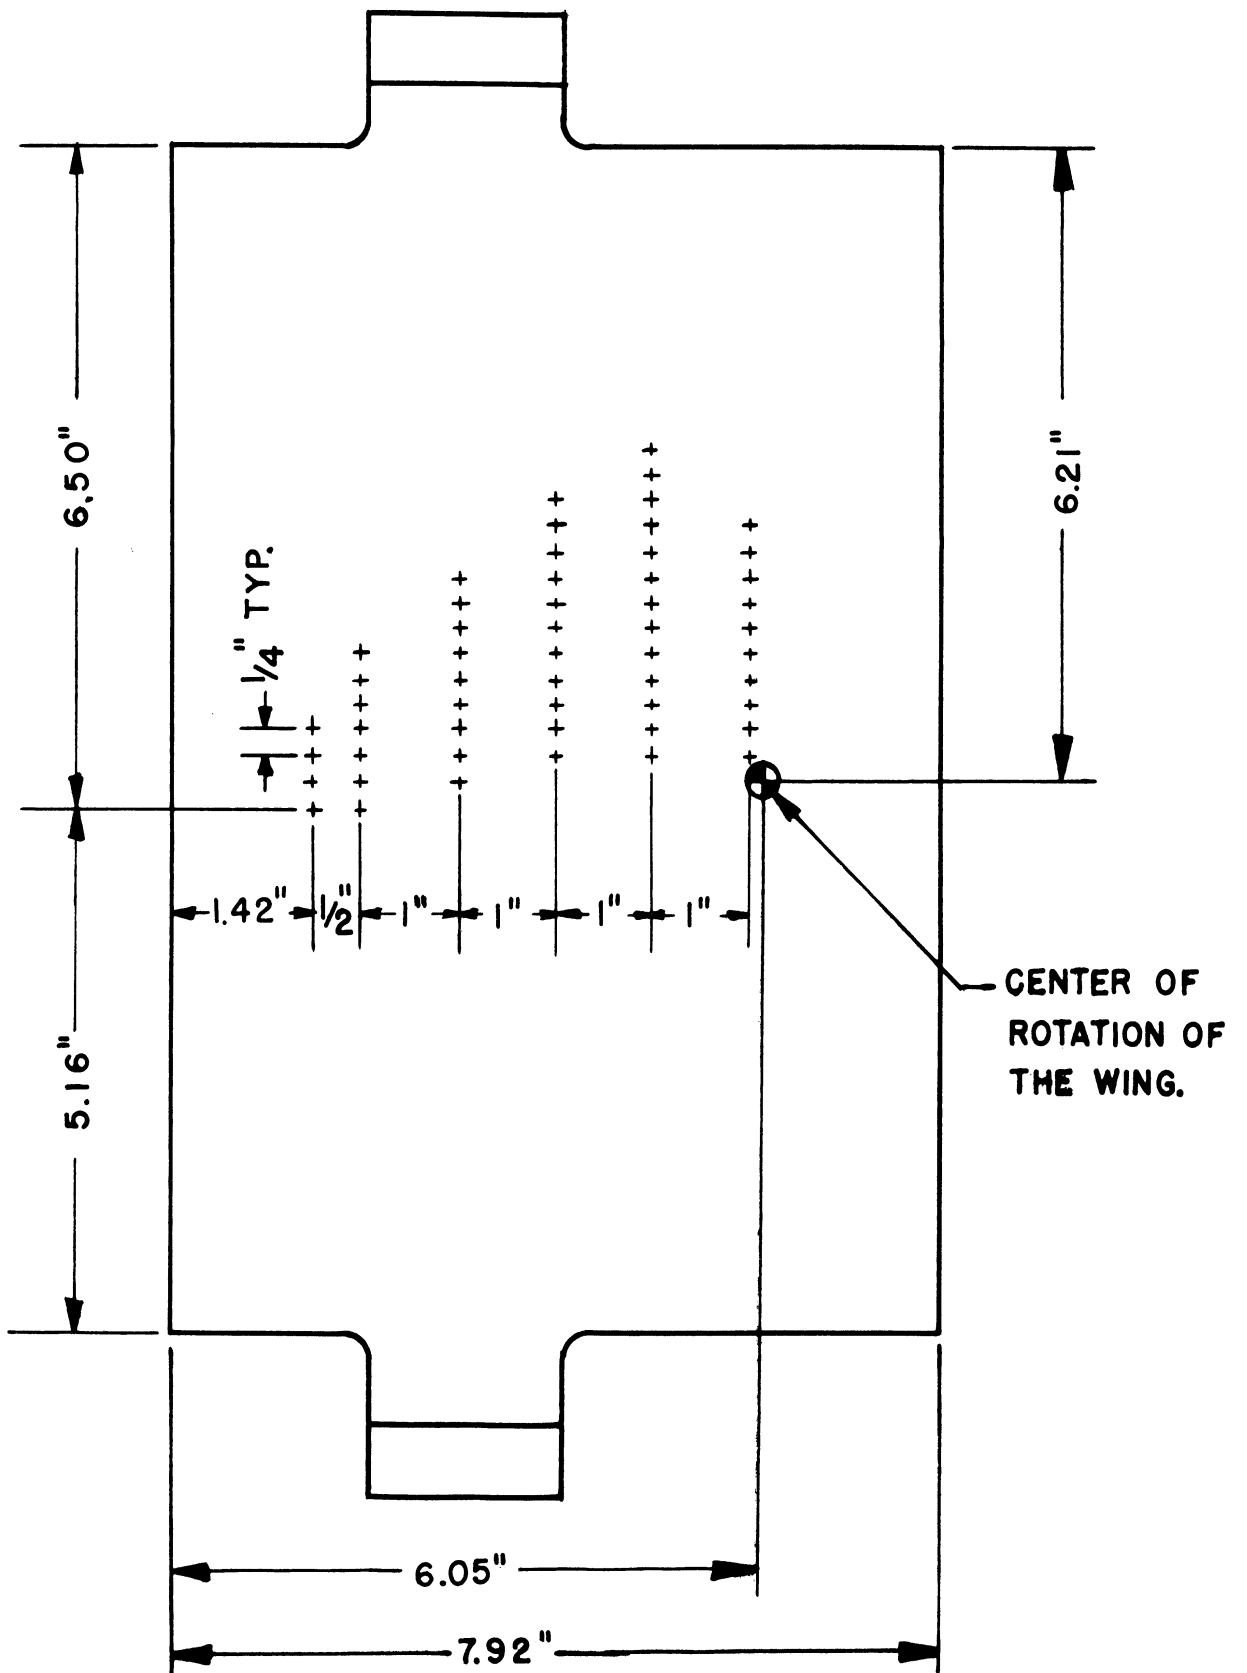 6.50"
6.21"
1/4" TYP.
1.42"
1/2"
1"
1"
1"
1"
CENTER OF
ROTATION OF
THE WING.
5.16"
6.05"
7.92"